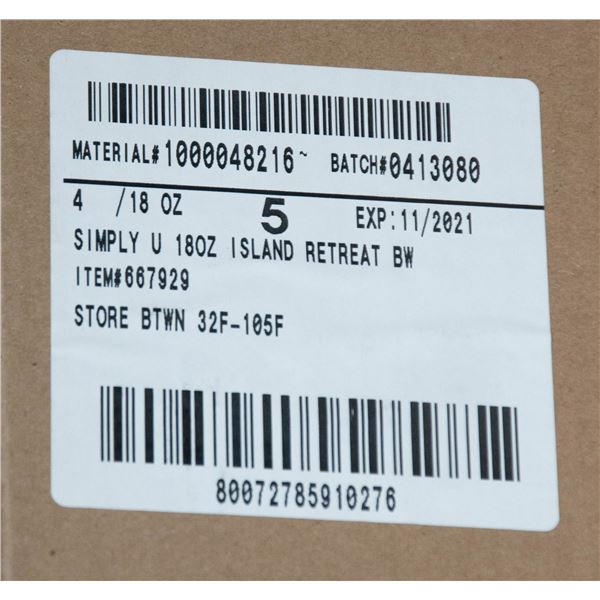 MATERIAL#1000048216~ BATCH#0413080
4 /18 OZ 5 EXP:11/2021
SIMPLY U 18OZ ISLAND RETREAT BW
ITEM#667929
STORE BTWN 32F-105F
80072785910276